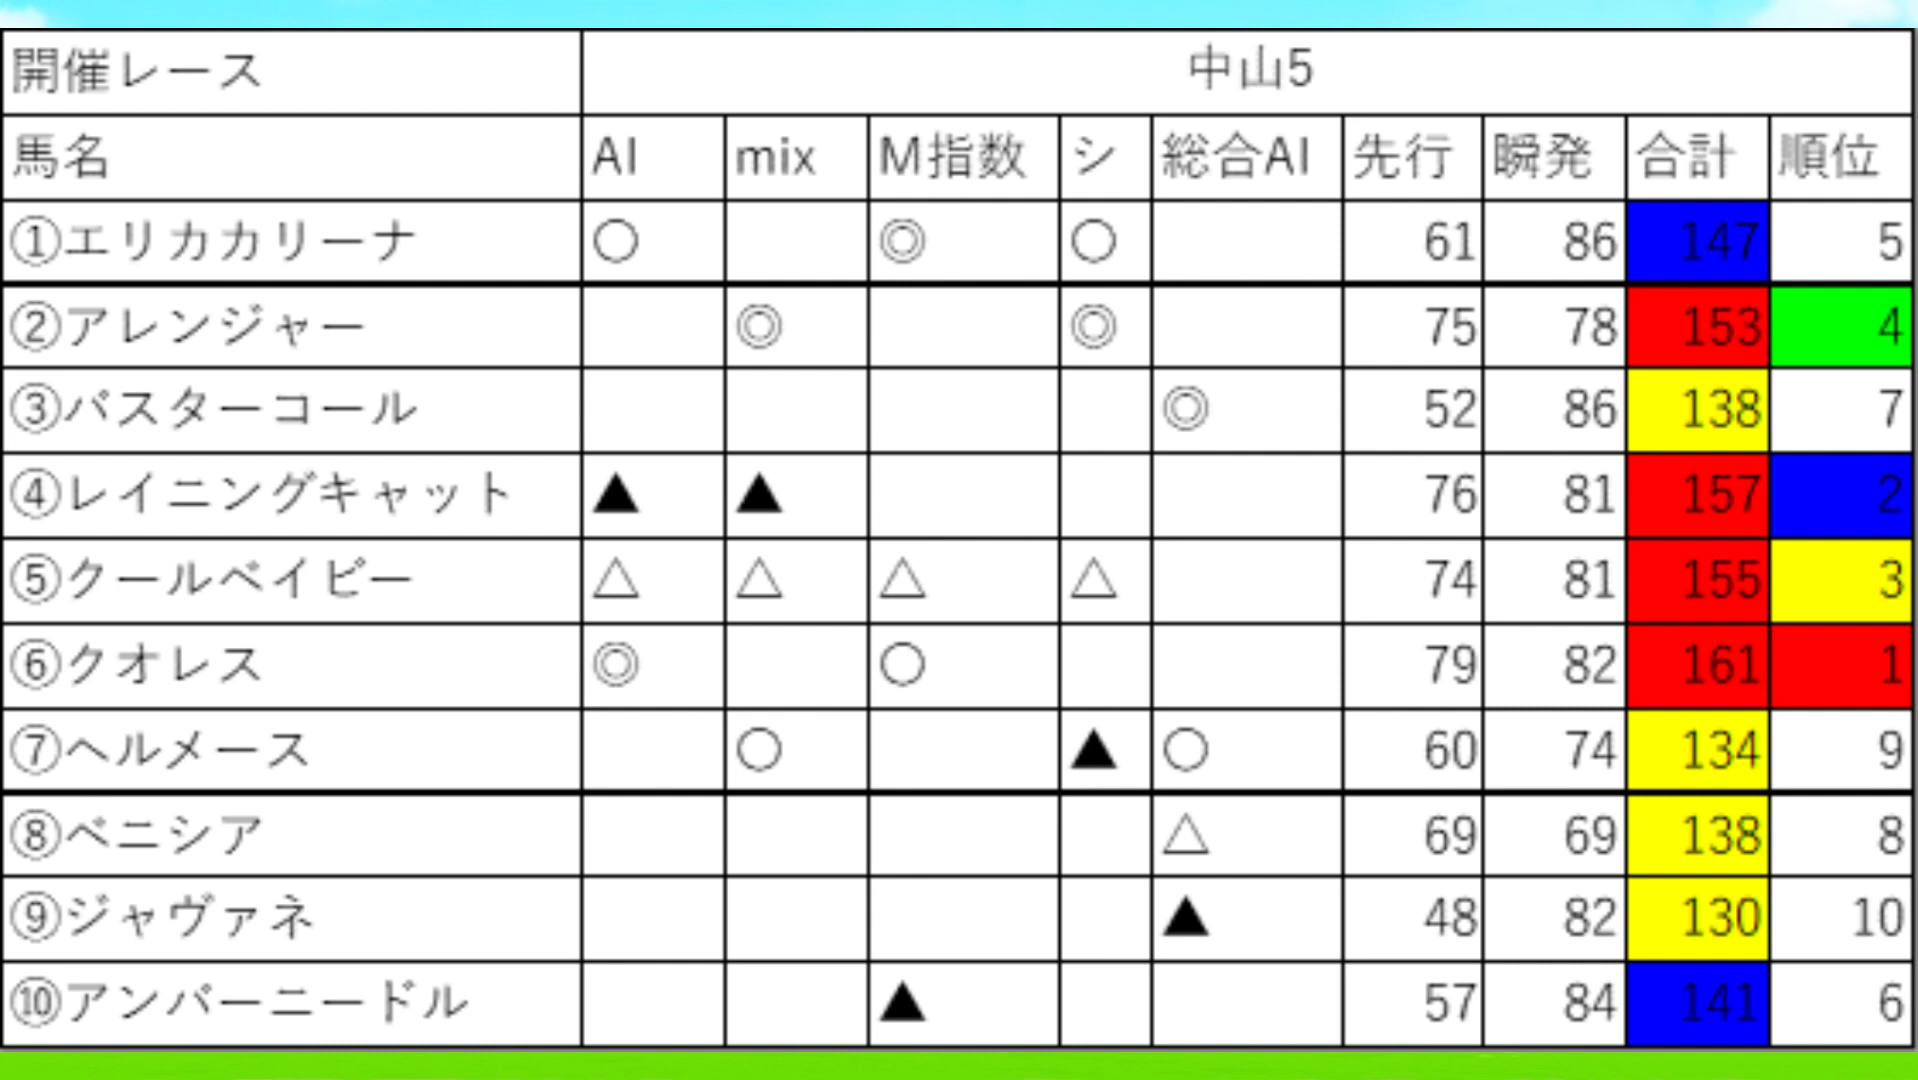 開催レース 中山5
馬名 AI mix M指数 シ 総合AI 先行 瞬発 合計 順位
①エリカカリーナ ○ ◎ ○ 61 86 147 5
②アレンジャー ◎ ◎ 75 78 153 4
③バスターコール ◎ 52 86 138 7
④レイニングキャット ▲ ▲ 76 81 157 2
⑤クールベイビー △ △ △ △ 74 81 155 3
⑥クオレス ◎ ○ 79 82 161 1
⑦ヘルメース ○ ▲ ○ 60 74 134 9
⑧ベニシア △ 69 69 138 8
⑨ジャヴァネ ▲ 48 82 130 10
⑩アンバーニードル ▲ 57 84 141 6